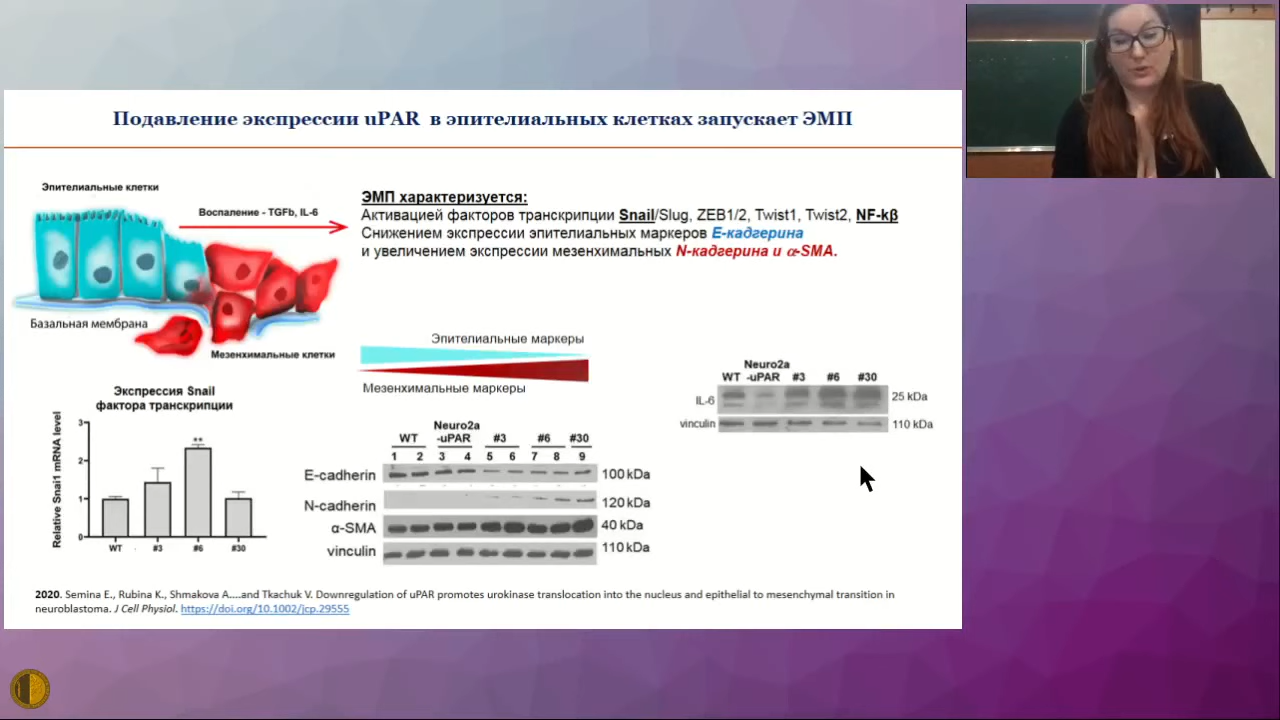 Подавление экспрессии uPAR в эпителиальных клетках запускает ЭМП
Эпителиальные клетки
Воспаление - TGFb, IL-6
Базальная мембрана
Мезенхимальные клетки
ЭМП характеризуется:
Активацией факторов транскрипции Snail/Slug, ZEB1/2, Twist1, Twist2, NF-kβ
Снижением экспрессии эпителиальных маркеров Е-кадгерина
и увеличением экспрессии мезенхимальных N-кадгерина и α-SMA.
Эпителиальные маркеры
Мезенхимальные маркеры
Экспрессия Snail
фактора транскрипции
Relative Snai1 mRNA level
3
2
1
0
**
WT #3 #6 #30
Neuro2a
WT -uPAR #3 #6 #30
1 2 3 4 5 6 7 8 9
E-cadherin 100 kDa
N-cadherin 120 kDa
α-SMA 40 kDa
vinculin 110 kDa
Neuro2a
WT -uPAR #3 #6 #30
IL-6 25 kDa
vinculin 110 kDa
2020. Semina E., Rubina K., Shmakova A....and Tkachuk V. Downregulation of uPAR promotes urokinase translocation into the nucleus and epithelial to mesenchymal transition in
neuroblastoma. J Cell Physiol. https://doi.org/10.1002/jcp.29555